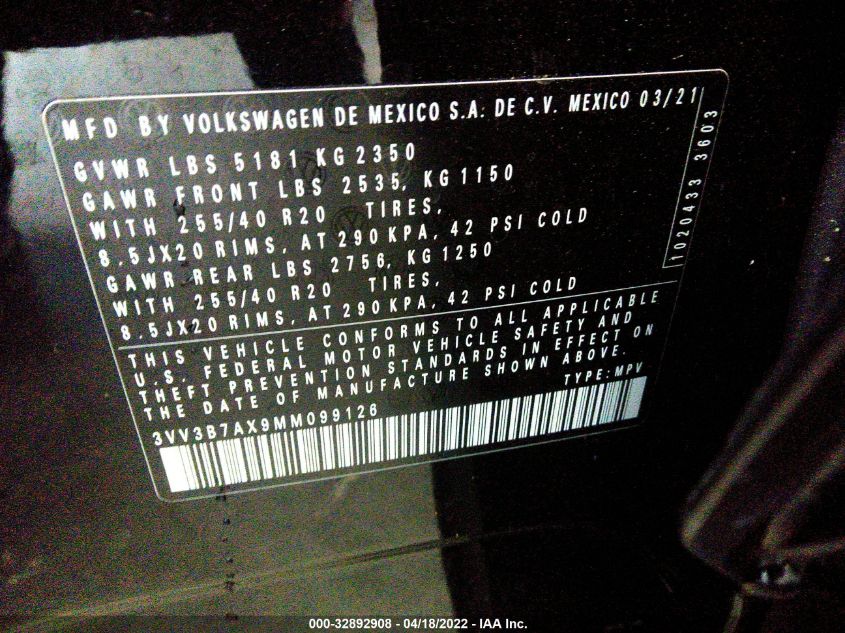 MFD BY VOLKSWAGEN DE MEXICO S.A. DE C.V. MEXICO 03/21
GVWR LBS 5181 KG 2350
GAWR FRONT LBS 2535, KG 1150
WITH 255/40 R20 TIRES,
8.5JX20 RIMS, AT 290 KPA, 42 PSI COLD
GAWR REAR LBS 2756, KG 1250
WITH 255/40 R20 TIRES,
8.5JX20 RIMS, AT 290 KPA, 42 PSI COLD
1020433 3603
THIS VEHICLE CONFORMS TO ALL APPLICABLE
U.S. FEDERAL MOTOR VEHICLE SAFETY AND
THEFT PREVENTION STANDARDS IN EFFECT ON
THE DATE OF MANUFACTURE SHOWN ABOVE.
3VV3B7AX9MM099126 TYPE: MPV
000-32892908 - 04/18/2022 - IAA Inc.